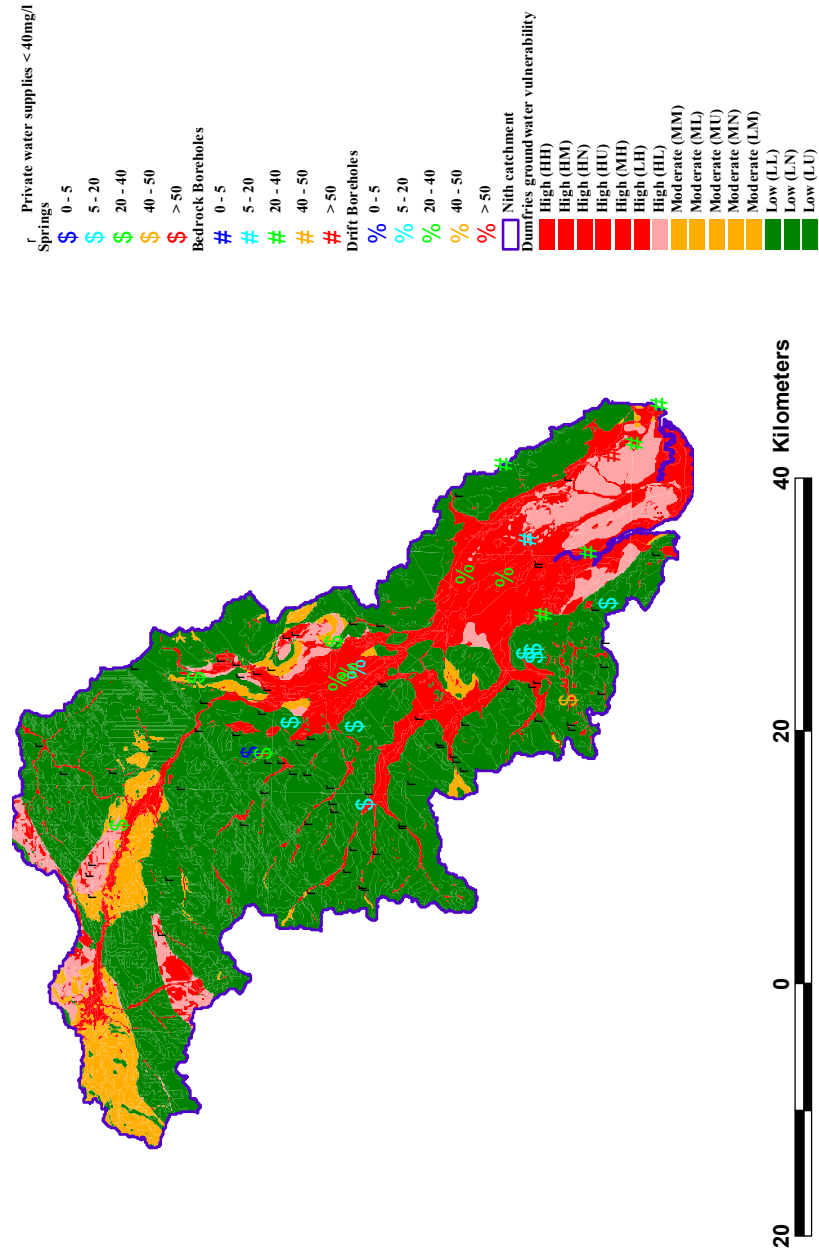 r Private water supplies < 40mg/l
Springs
$ 0 - 5
$ 5 - 20
$ 20 - 40
$ 40 - 50
$ > 50
Bedrock Boreholes
# 0 - 5
# 5 - 20
# 20 - 40
# 40 - 50
# > 50
Drift Boreholes
% 0 - 5
% 5 - 20
% 20 - 40
% 40 - 50
% > 50
Nith catchment
Dumfries groundwater vulnerability
High (HH)
High (HM)
High (HN)
High (HU)
High (MH)
High (LH)
High (HL)
Moderate (MM)
Moderate (ML)
Moderate (MU)
Moderate (MN)
Moderate (LM)
Low (LL)
Low (LN)
Low (LU)
20 0 20 40 Kilometers